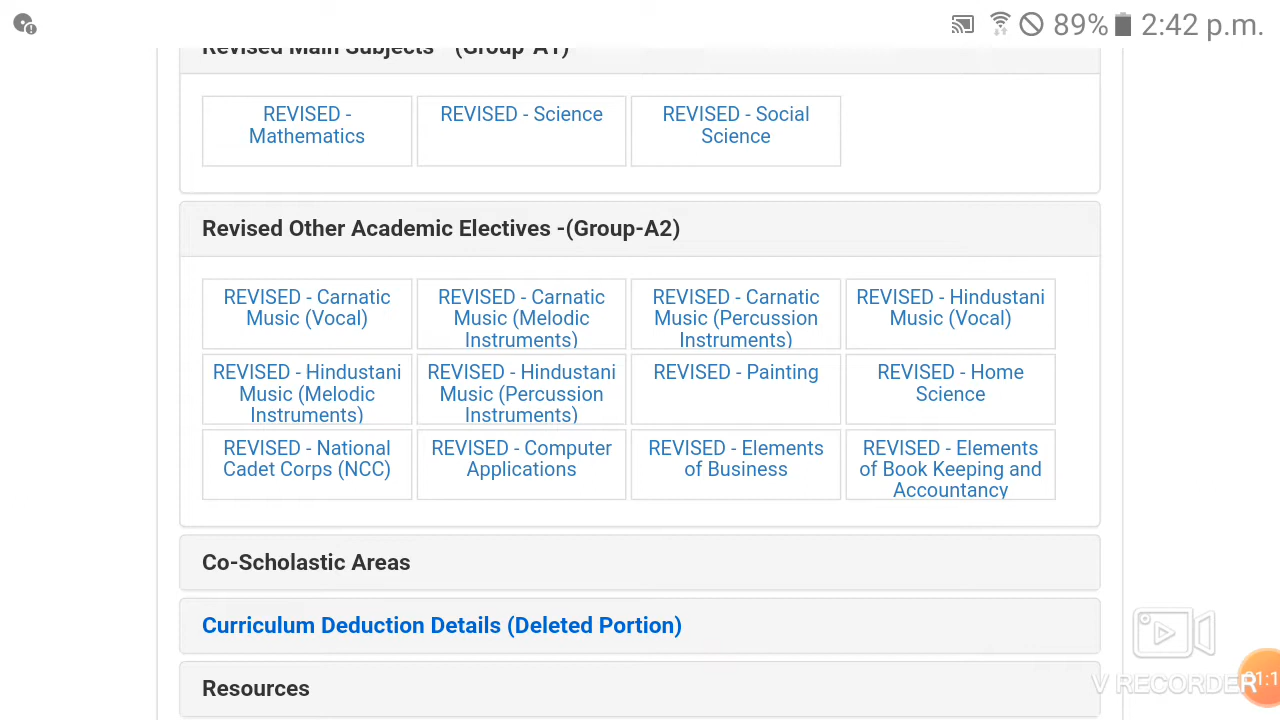 89% 2:42 p.m.
Revised Main Subjects - (Group-A1)
REVISED -
Mathematics
REVISED - Science
REVISED - Social
Science
Revised Other Academic Electives -(Group-A2)
REVISED - Carnatic
Music (Vocal)
REVISED - Carnatic
Music (Melodic
Instruments)
REVISED - Carnatic
Music (Percussion
Instruments)
REVISED - Hindustani
Music (Vocal)
REVISED - Hindustani
Music (Melodic
Instruments)
REVISED - Hindustani
Music (Percussion
Instruments)
REVISED - Painting
REVISED - Home
Science
REVISED - National
Cadet Corps (NCC)
REVISED - Computer
Applications
REVISED - Elements
of Business
REVISED - Elements
of Book Keeping and
Accountancy
Co-Scholastic Areas
Curriculum Deduction Details (Deleted Portion)
Resources
V RECORDER